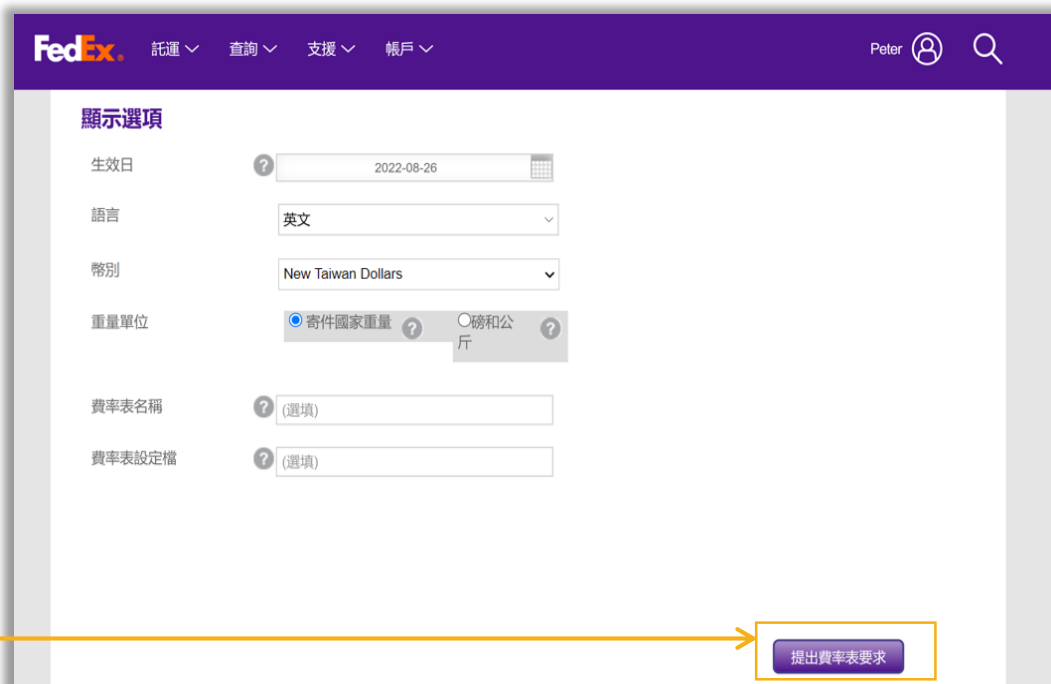 FedEx® 託運 查詢 支援 帳戶 Peter
顯示選項
生效日 ? 2022-08-26
語言 英文
幣別 New Taiwan Dollars
重量單位 寄件國家重量 ? 磅和公 ?
斤
費率表名稱 ? (選填)
費率表設定檔 ? (選填)
提出費率表要求